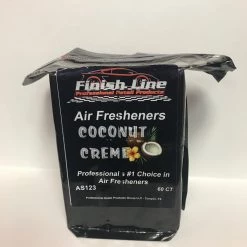 Finish Line
Professional Detail Products
Air Fresheners
COCONUT
CREME
Professional's #1 Choice in
Air Fresheners
AS123
60 CT